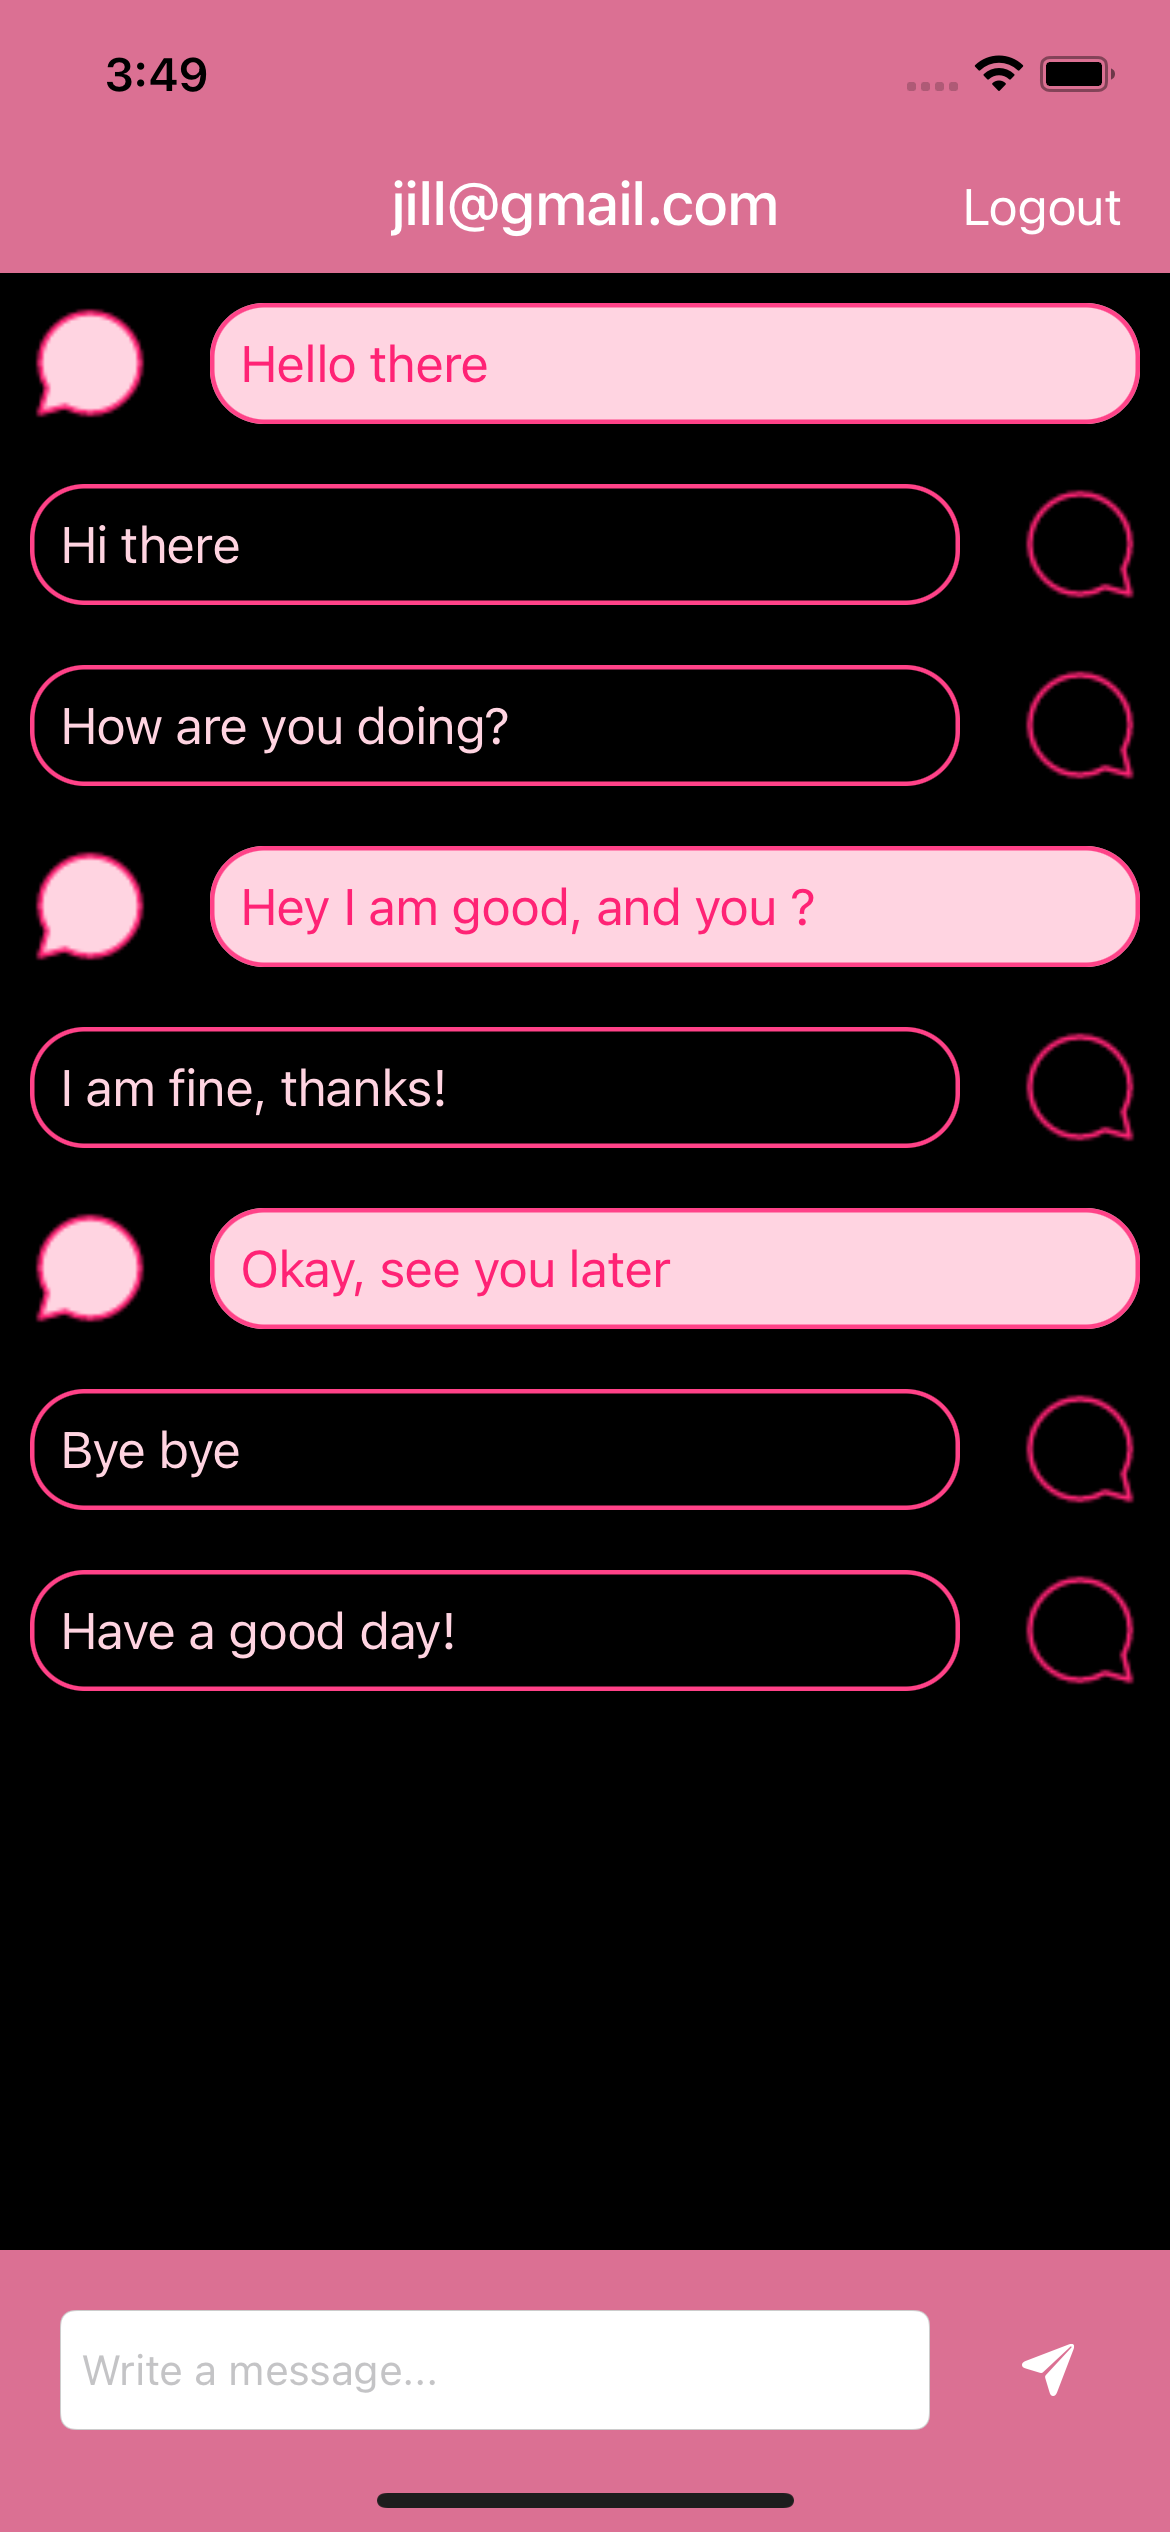 3:49
jill@gmail.com
Logout
Hello there
Hi there
How are you doing?
Hey I am good, and you ?
I am fine, thanks!
Okay, see you later
Bye bye
Have a good day!
Write a message...